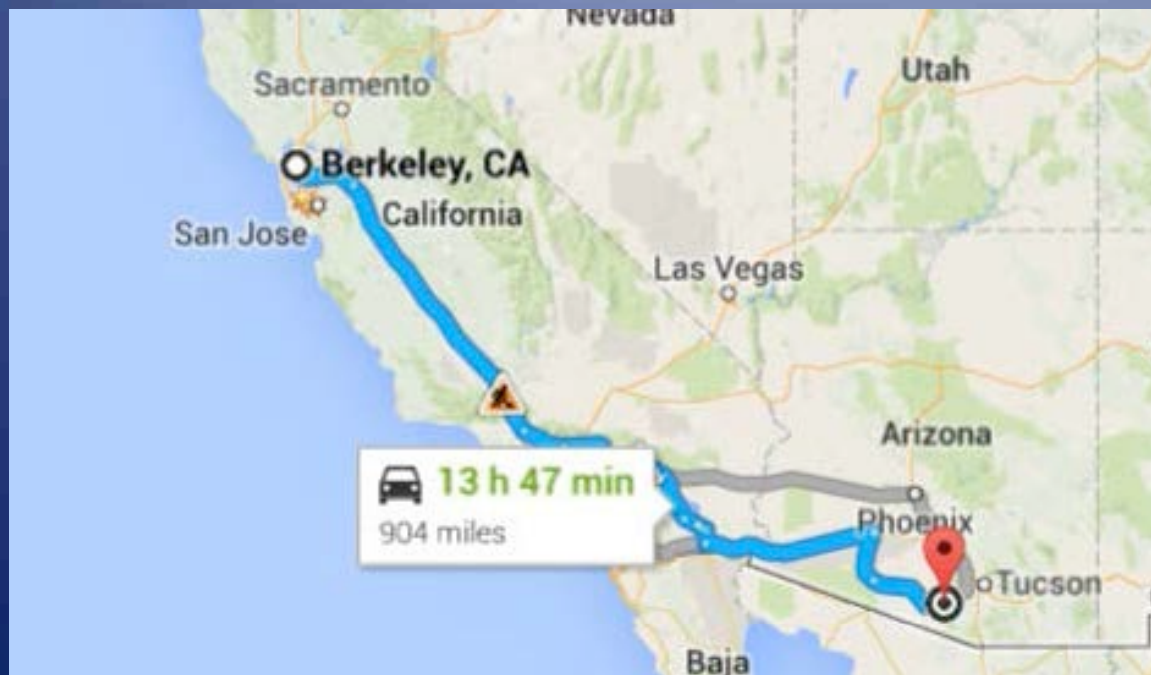 Nevada
Utah
Sacramento
Berkeley, CA
California
San Jose
Las Vegas
Arizona
13 h 47 min
904 miles
Phoenix
Tucson
Baja